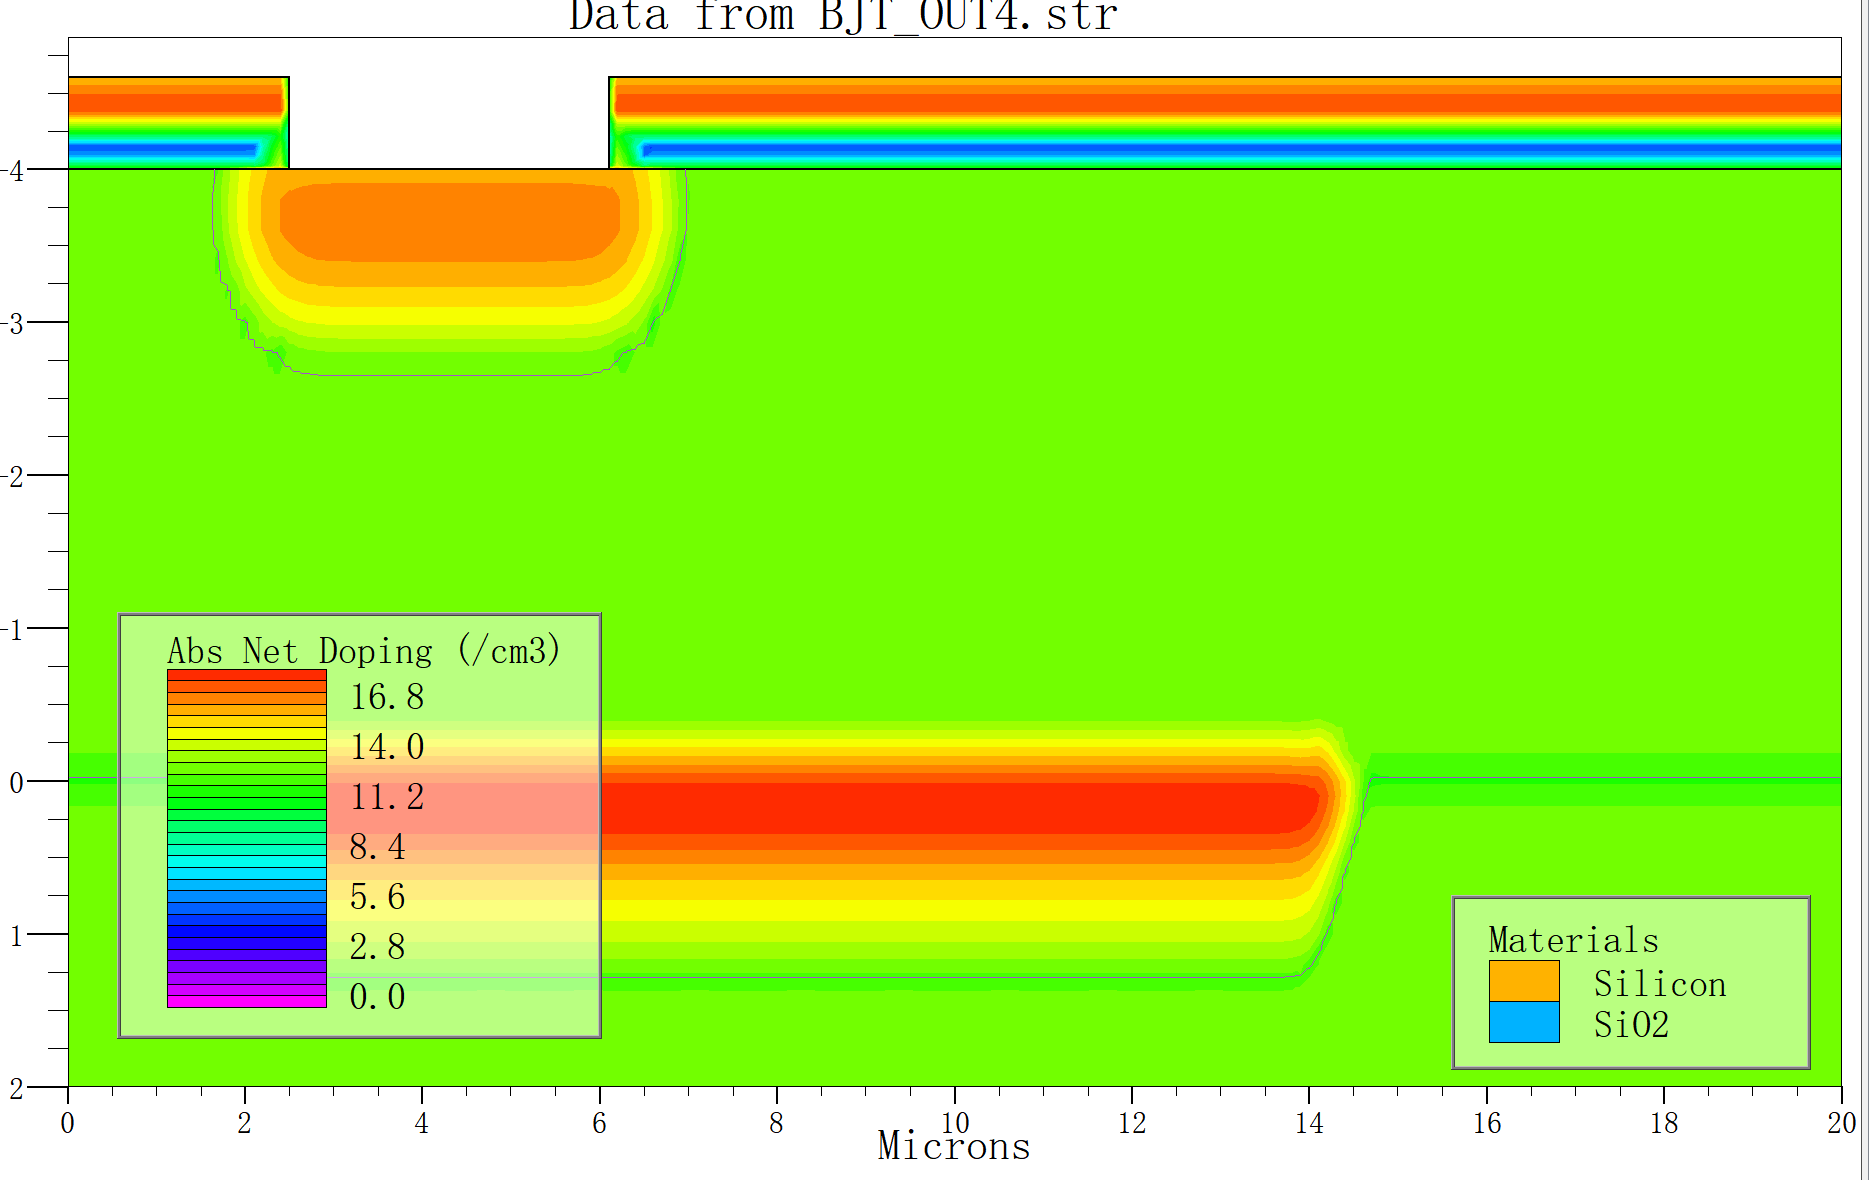 Data from BJT_OUT4.str
-4
-3
-2
-1
0
1
2
Abs Net Doping (/cm3)
16.8
14.0
11.2
8.4
5.6
2.8
0.0
Materials
Silicon
SiO2
0 2 4 6 8 10 12 14 16 18 20
Microns